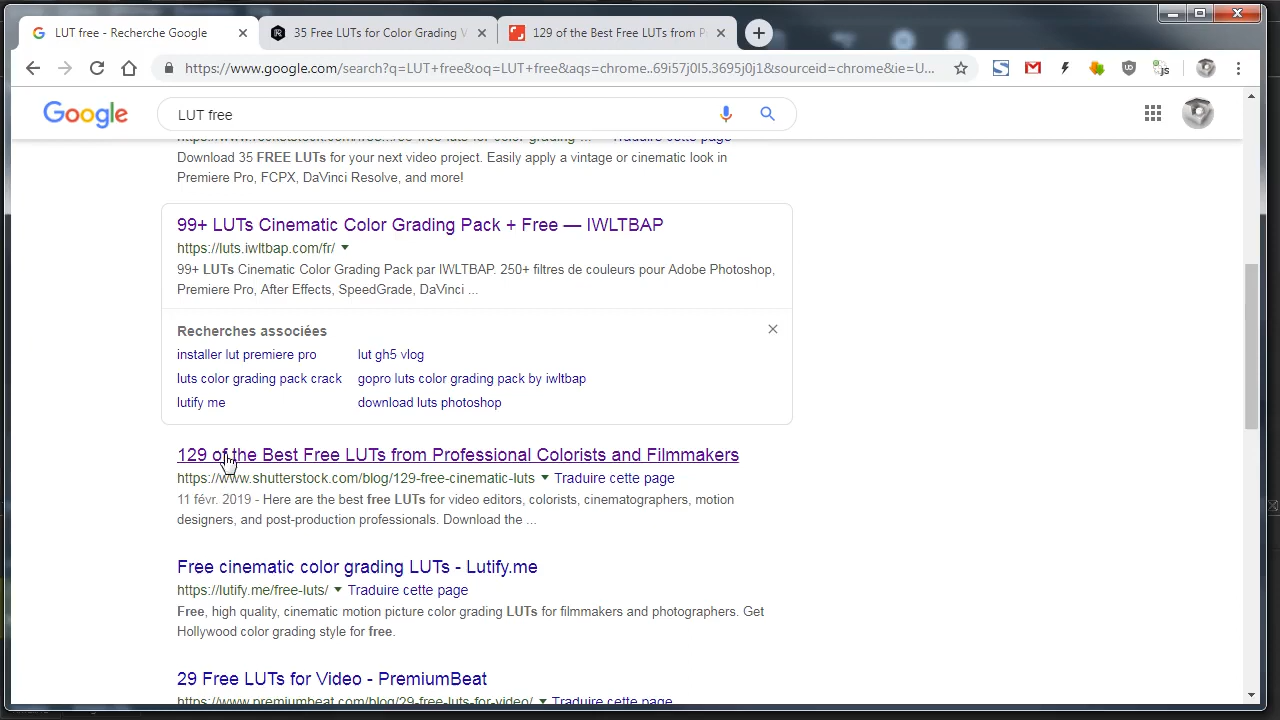 LUT free - Recherche Google
35 Free LUTs for Color Grading V
129 of the Best Free LUTs from P
https://www.google.com/search?q=LUT+free&oq=LUT+free&aqs=chrome..69i57j0l5.3695j0j1&sourceid=chrome&ie=U...
Google
LUT free
Traduire cette page
Download 35 FREE LUTs for your next video project. Easily apply a vintage or cinematic look in
Premiere Pro, FCPX, DaVinci Resolve, and more!
99+ LUTs Cinematic Color Grading Pack + Free — IWLTBAP
https://luts.iwltbap.com/fr/
99+ LUTs Cinematic Color Grading Pack par IWLTBAP. 250+ filtres de couleurs pour Adobe Photoshop,
Premiere Pro, After Effects, SpeedGrade, DaVinci ...
Recherches associées
installer lut premiere pro lut gh5 vlog
luts color grading pack crack gopro luts color grading pack by iwltbap
lutify me download luts photoshop
129 of the Best Free LUTs from Professional Colorists and Filmmakers
https://www.shutterstock.com/blog/129-free-cinematic-luts Traduire cette page
11 févr. 2019 - Here are the best free LUTs for video editors, colorists, cinematographers, motion
designers, and post-production professionals. Download the ...
Free cinematic color grading LUTs - Lutify.me
https://lutify.me/free-luts/ Traduire cette page
Free, high quality, cinematic motion picture color grading LUTs for filmmakers and photographers. Get
Hollywood color grading style for free.
29 Free LUTs for Video - PremiumBeat
https://www.premiumbeat.com/blog/29-free-luts-for-video/ Traduire cette page